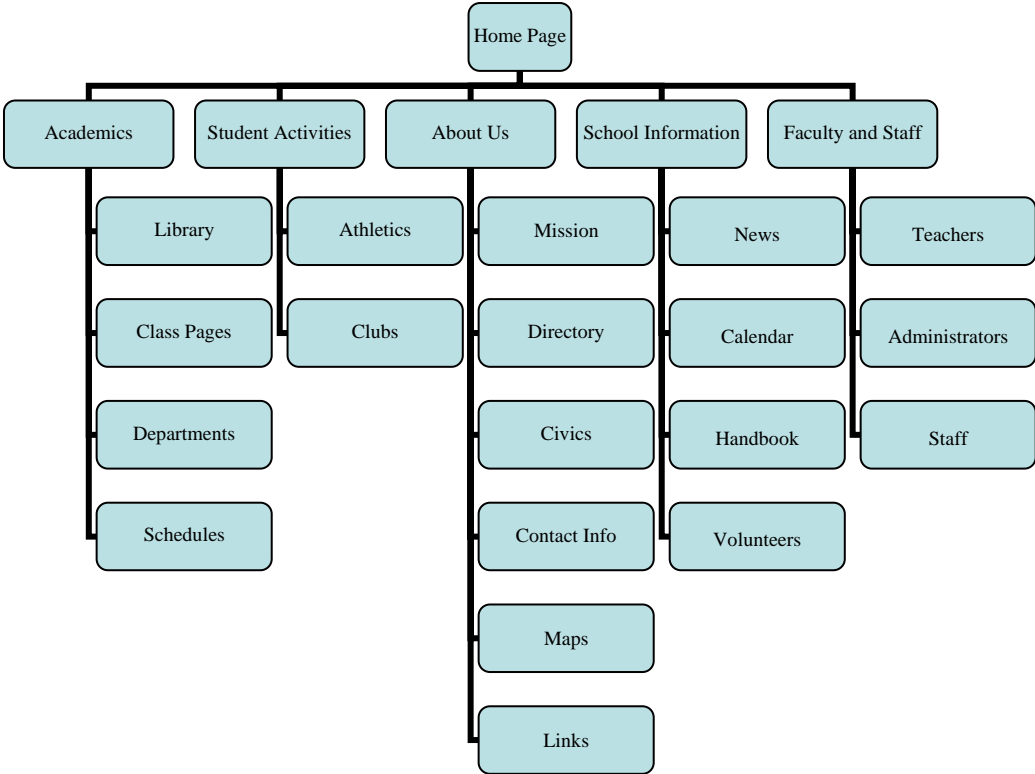 Home Page
Academics
Student Activities
About Us
School Information
Faculty and Staff
Library
Athletics
Mission
News
Teachers
Class Pages
Clubs
Directory
Calendar
Administrators
Departments
Civics
Handbook
Staff
Schedules
Contact Info
Volunteers
Maps
Links